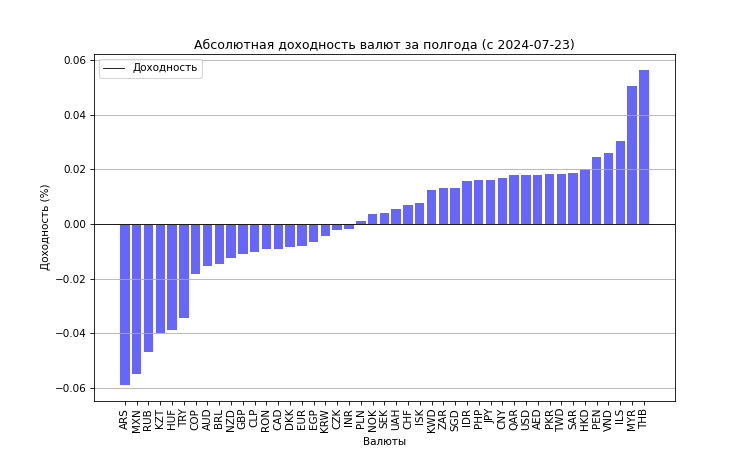 Абсолютная доходность валют за полгода (с 2024-07-23)
Доходность
0.06
0.04
0.02
0.00
−0.02
−0.04
−0.06
Доходность (%)
ARS MXN RUB KZT HUF TRY COP AUD BRL NZD GBP CLP RON CAD DKK EUR EGP KRW CZK INR PLN NOK SEK UAH CHF ISK KWD ZAR SGD IDR PHP JPY CNY QAR USD AED PKR TWD SAR HKD PEN VND ILS MYR THB
Валюты